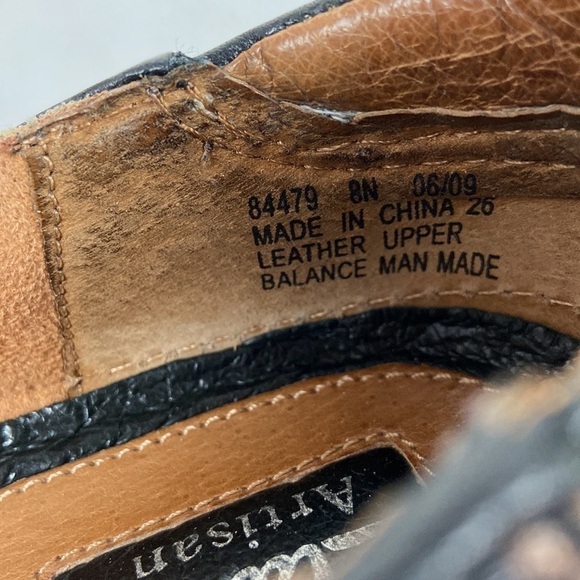 84479 8N 06/09
MADE IN CHINA 26
LEATHER UPPER
BALANCE MAN MADE
Artisan